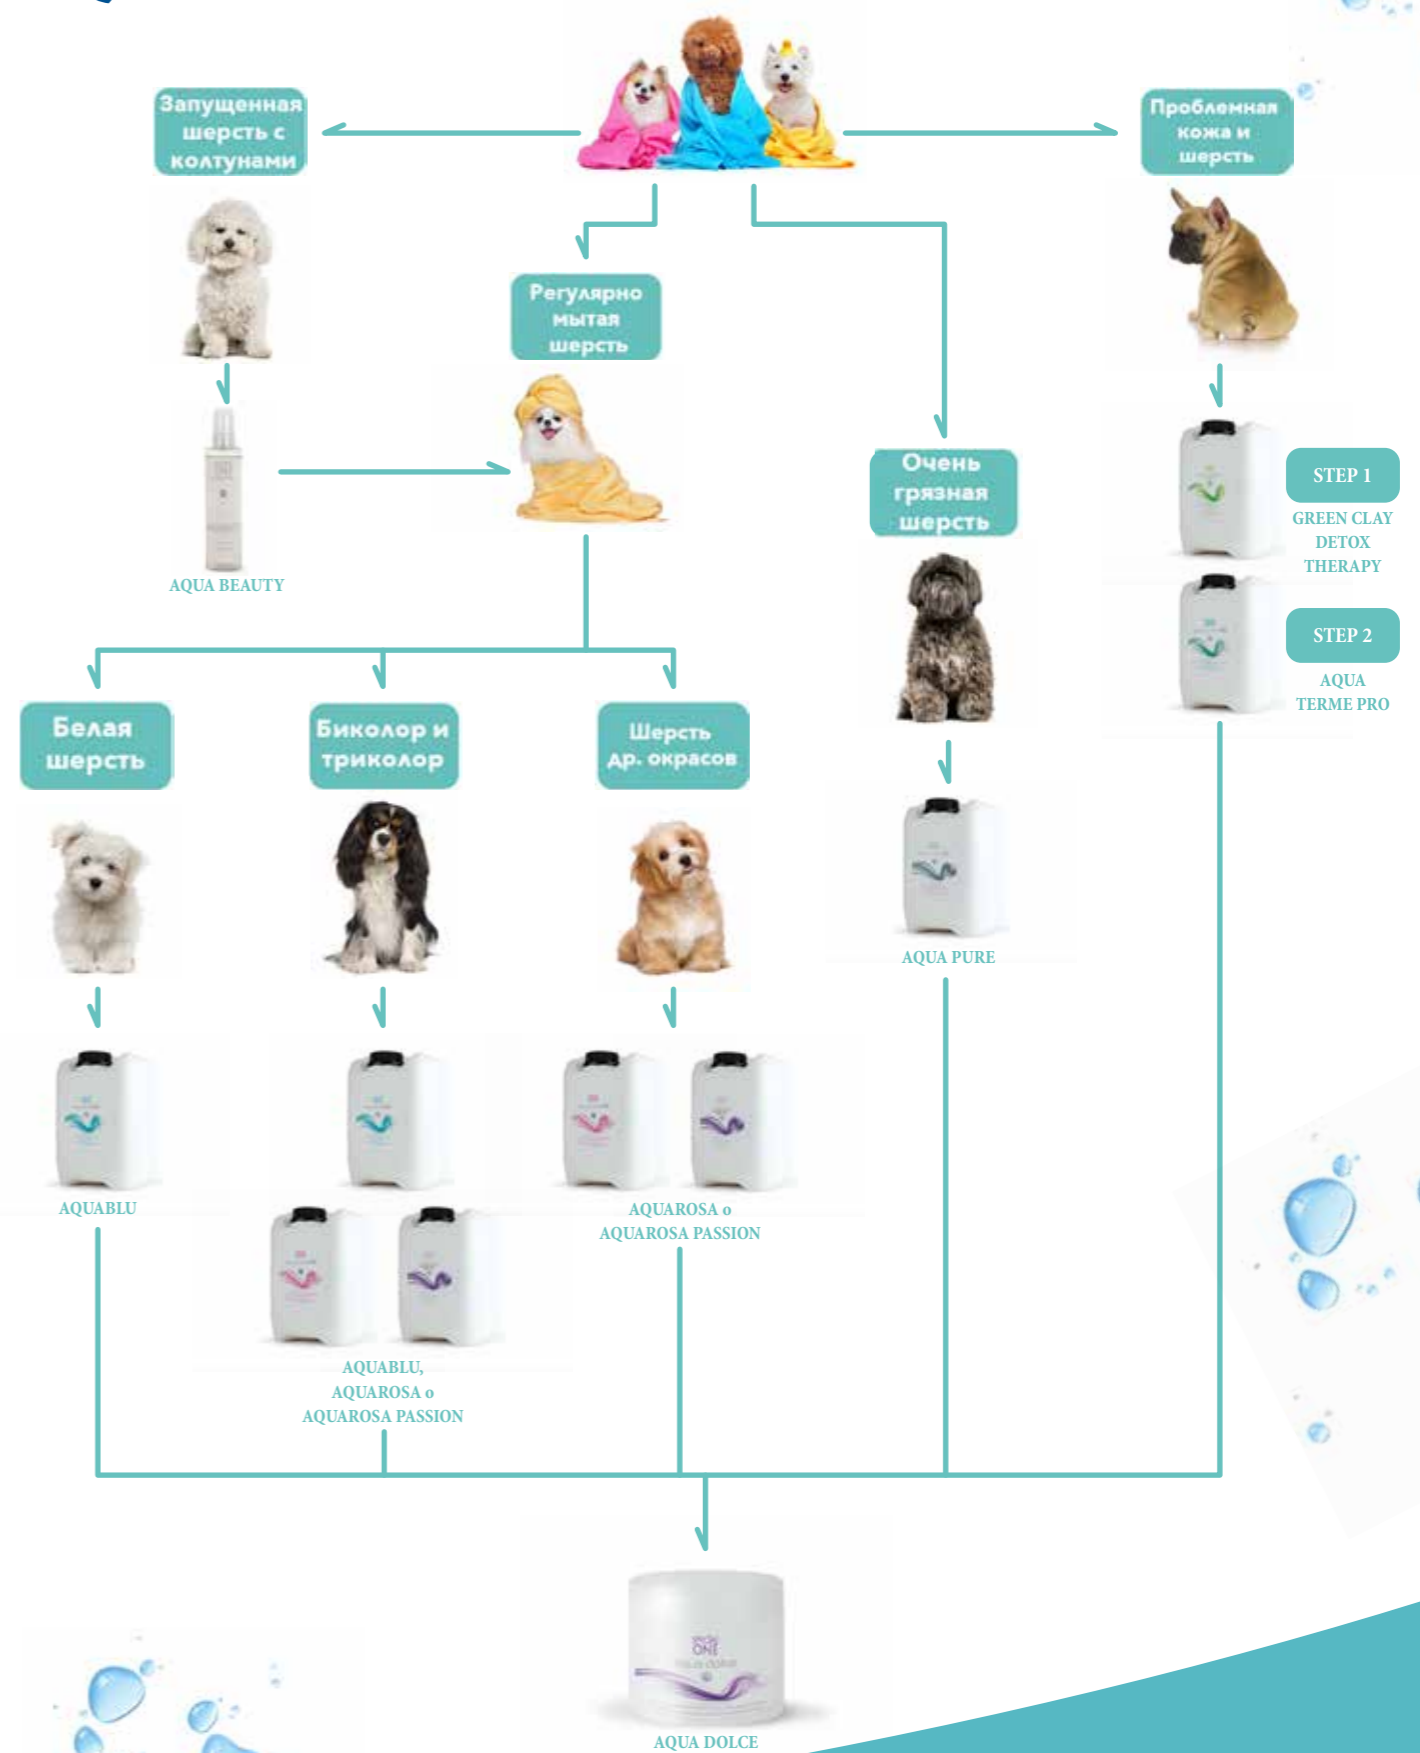 Запущенная
шерсть с
колтунами
Проблемная
кожа и
шерсть
Регулярно
мытая
шерсть
Очень
грязная
шерсть
STEP 1
GREEN CLAY
DETOX
THERAPY
STEP 2
AQUA
TERME PRO
AQUA BEAUTY
Белая
шерсть
Биколор и
триколор
Шерсть
др. окрасов
AQUA PURE
AQUABLU
AQUABLU,
AQUAROSA o
AQUAROSA PASSION
AQUAROSA o
AQUAROSA PASSION
ONE
AQUA DOLCE